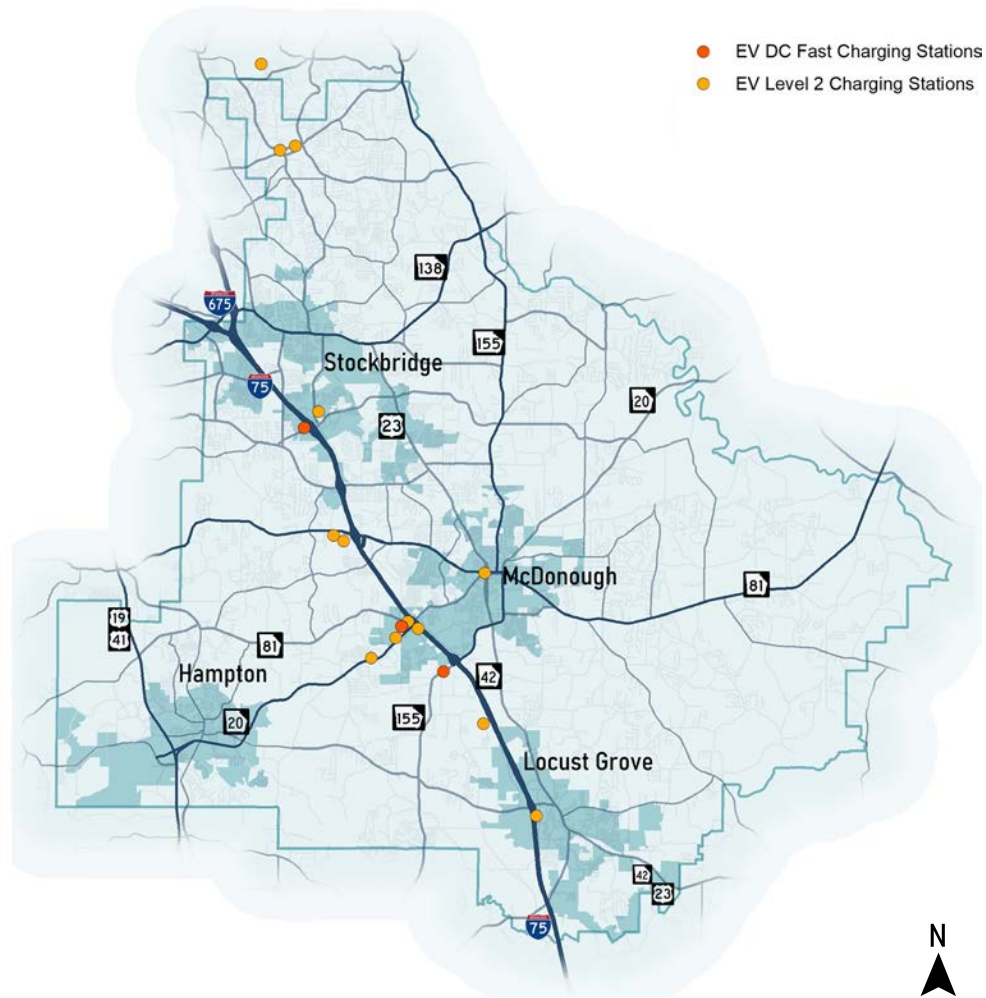 EV DC Fast Charging Stations
EV Level 2 Charging Stations
138
675
155
Stockbridge
75
20
23
McDonough
81
19
41
81
Hampton
42
20
155
Locust Grove
42
23
75
N